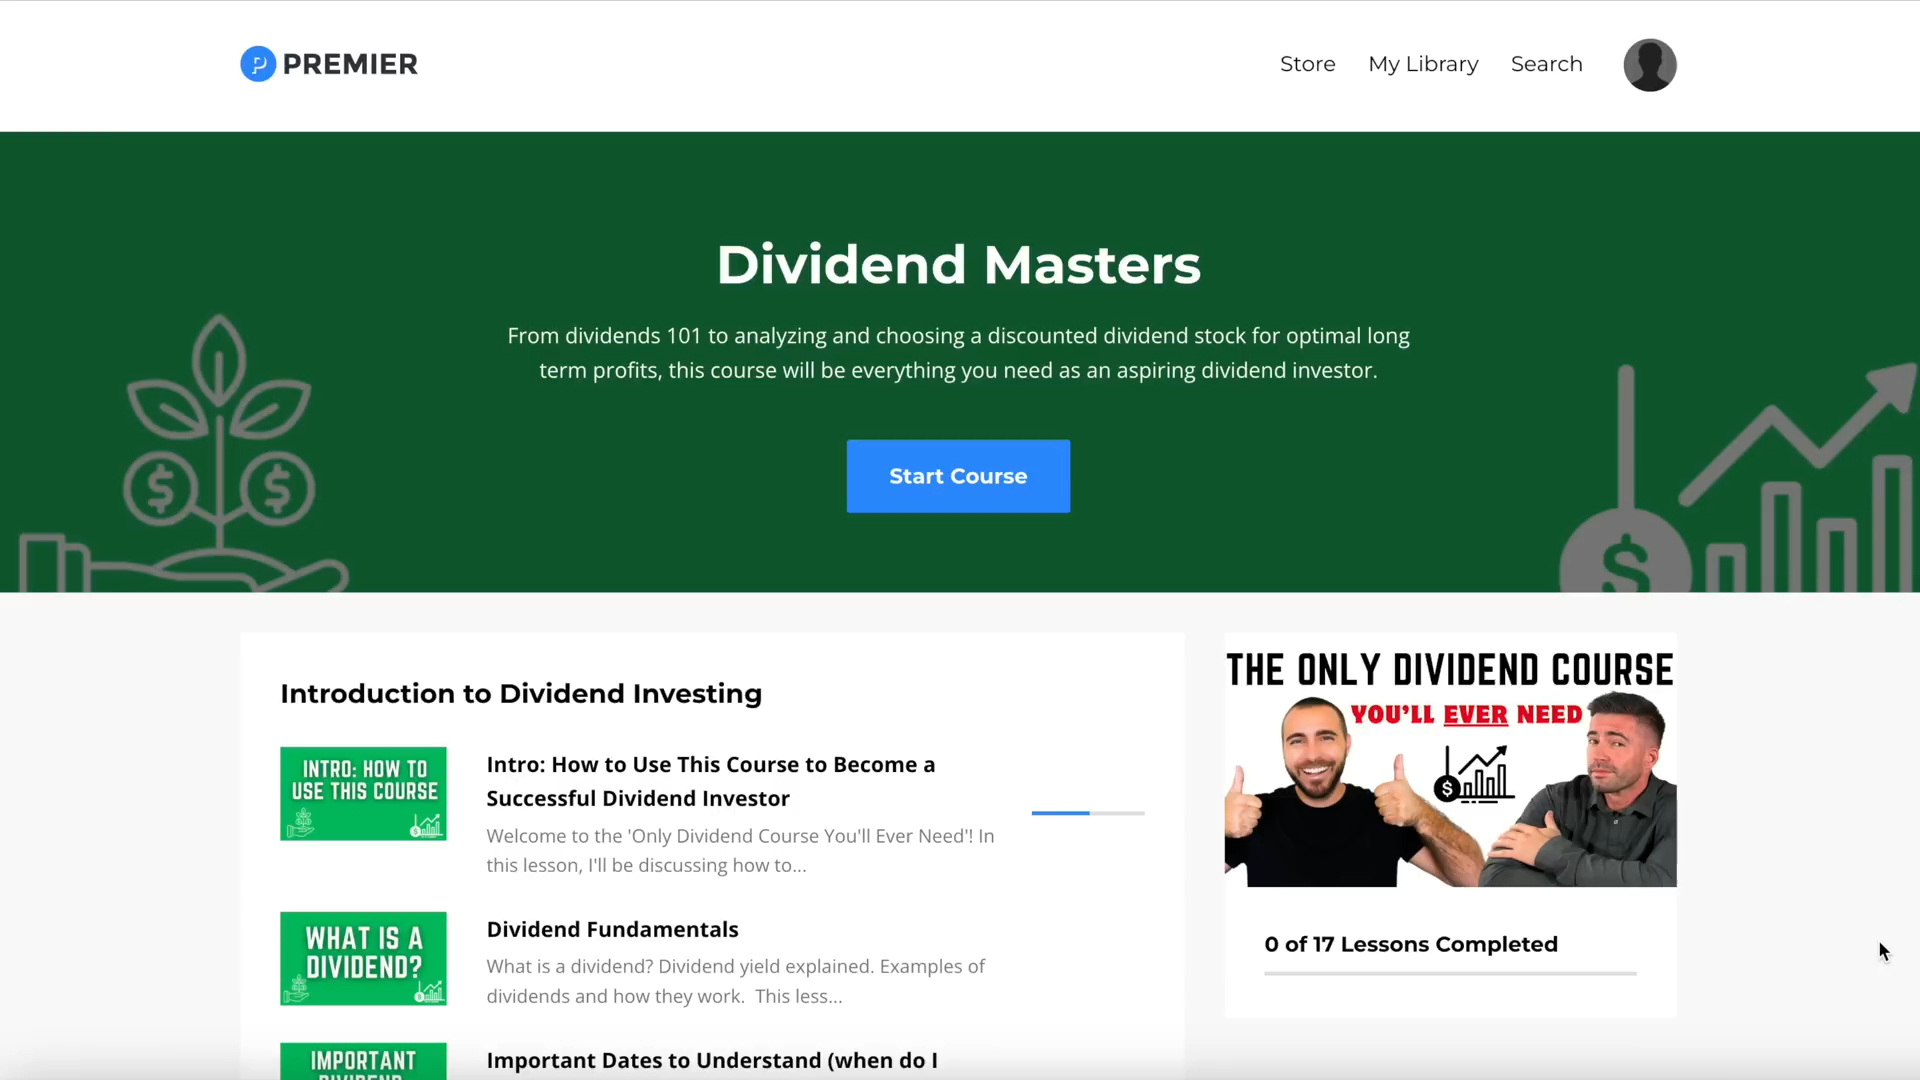 PREMIER
Store
My Library
Search
Dividend Masters
From dividends 101 to analyzing and choosing a discounted dividend stock for optimal long
term profits, this course will be everything you need as an aspiring dividend investor.
$ $
$
Start Course
Introduction to Dividend Investing
INTRO: HOW TO
USE THIS COURSE
Intro: How to Use This Course to Become a
Successful Dividend Investor
Welcome to the 'Only Dividend Course You'll Ever Need'! In
this lesson, I'll be discussing how to...
WHAT IS A
DIVIDEND?
Dividend Fundamentals
What is a dividend? Dividend yield explained. Examples of
dividends and how they work.  This less...
IMPORTANT
DIVIDEND
Important Dates to Understand (when do I
THE ONLY DIVIDEND COURSE
YOU'LL EVER NEED
$
0 of 17 Lessons Completed